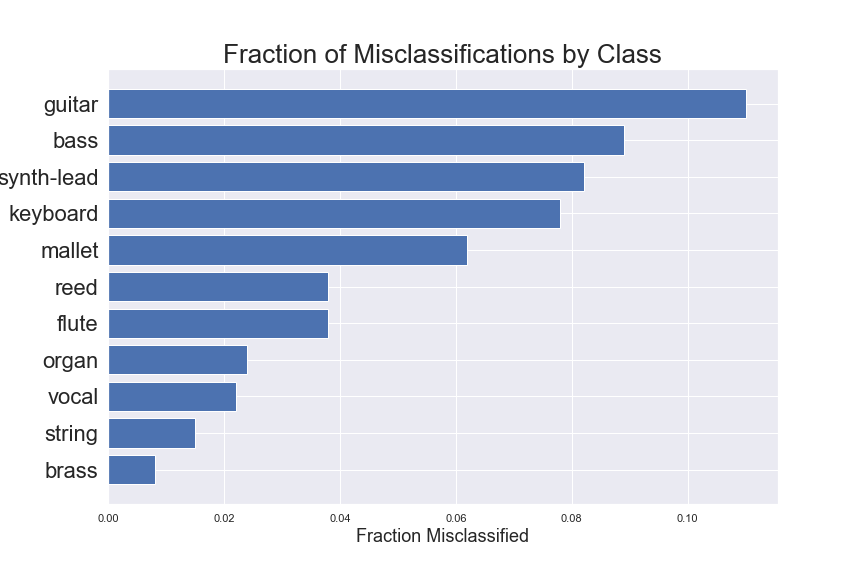 Fraction of Misclassifications by Class
guitar
bass
synth-lead
keyboard
mallet
reed
flute
organ
vocal
string
brass
0.00 0.02 0.04 0.06 0.08 0.10
Fraction Misclassified